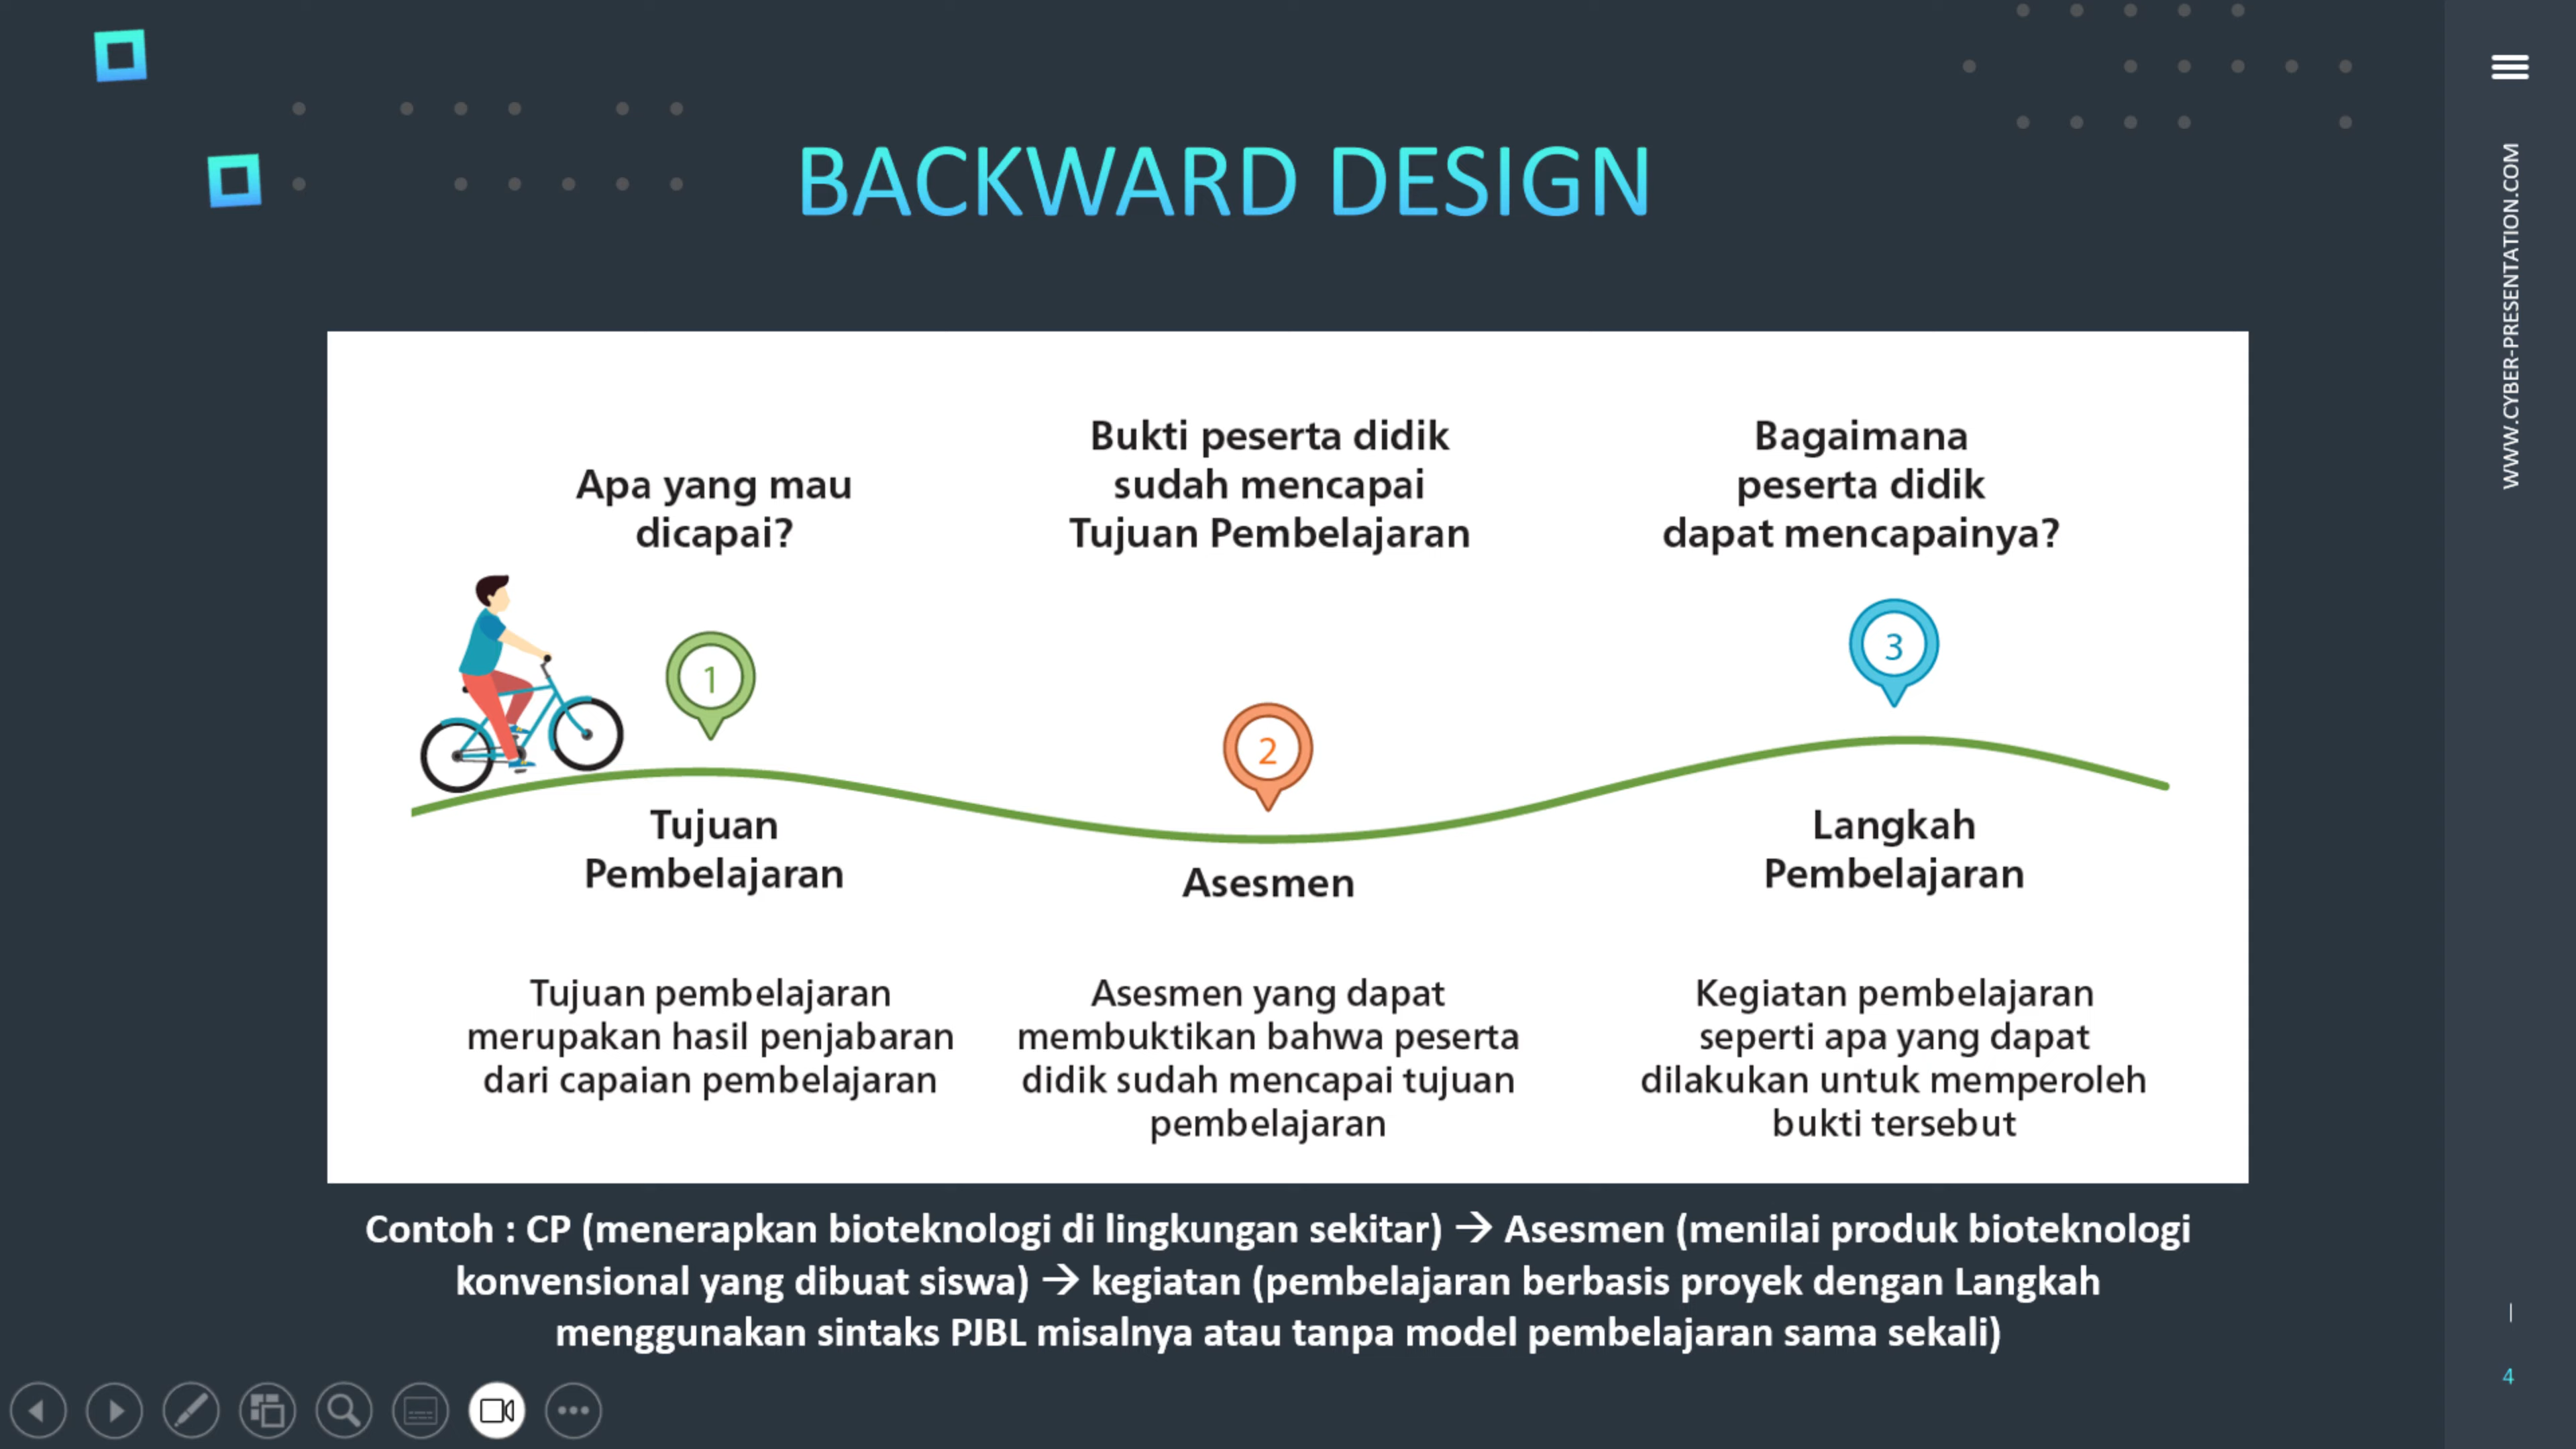 BACKWARD DESIGN
WWW.CYBER-PRESENTATION.COM
Apa yang mau
dicapai?
Bukti peserta didik
sudah mencapai
Tujuan Pembelajaran
Bagaimana
peserta didik
dapat mencapainya?
1
2
3
Tujuan
Pembelajaran
Asesmen
Langkah
Pembelajaran
Tujuan pembelajaran
merupakan hasil penjabaran
dari capaian pembelajaran
Asesmen yang dapat
membuktikan bahwa peserta
didik sudah mencapai tujuan
pembelajaran
Kegiatan pembelajaran
seperti apa yang dapat
dilakukan untuk memperoleh
bukti tersebut
Contoh : CP (menerapkan bioteknologi di lingkungan sekitar) → Asesmen (menilai produk bioteknologi
konvensional yang dibuat siswa) → kegiatan (pembelajaran berbasis proyek dengan Langkah
menggunakan sintaks PJBL misalnya atau tanpa model pembelajaran sama sekali)
4